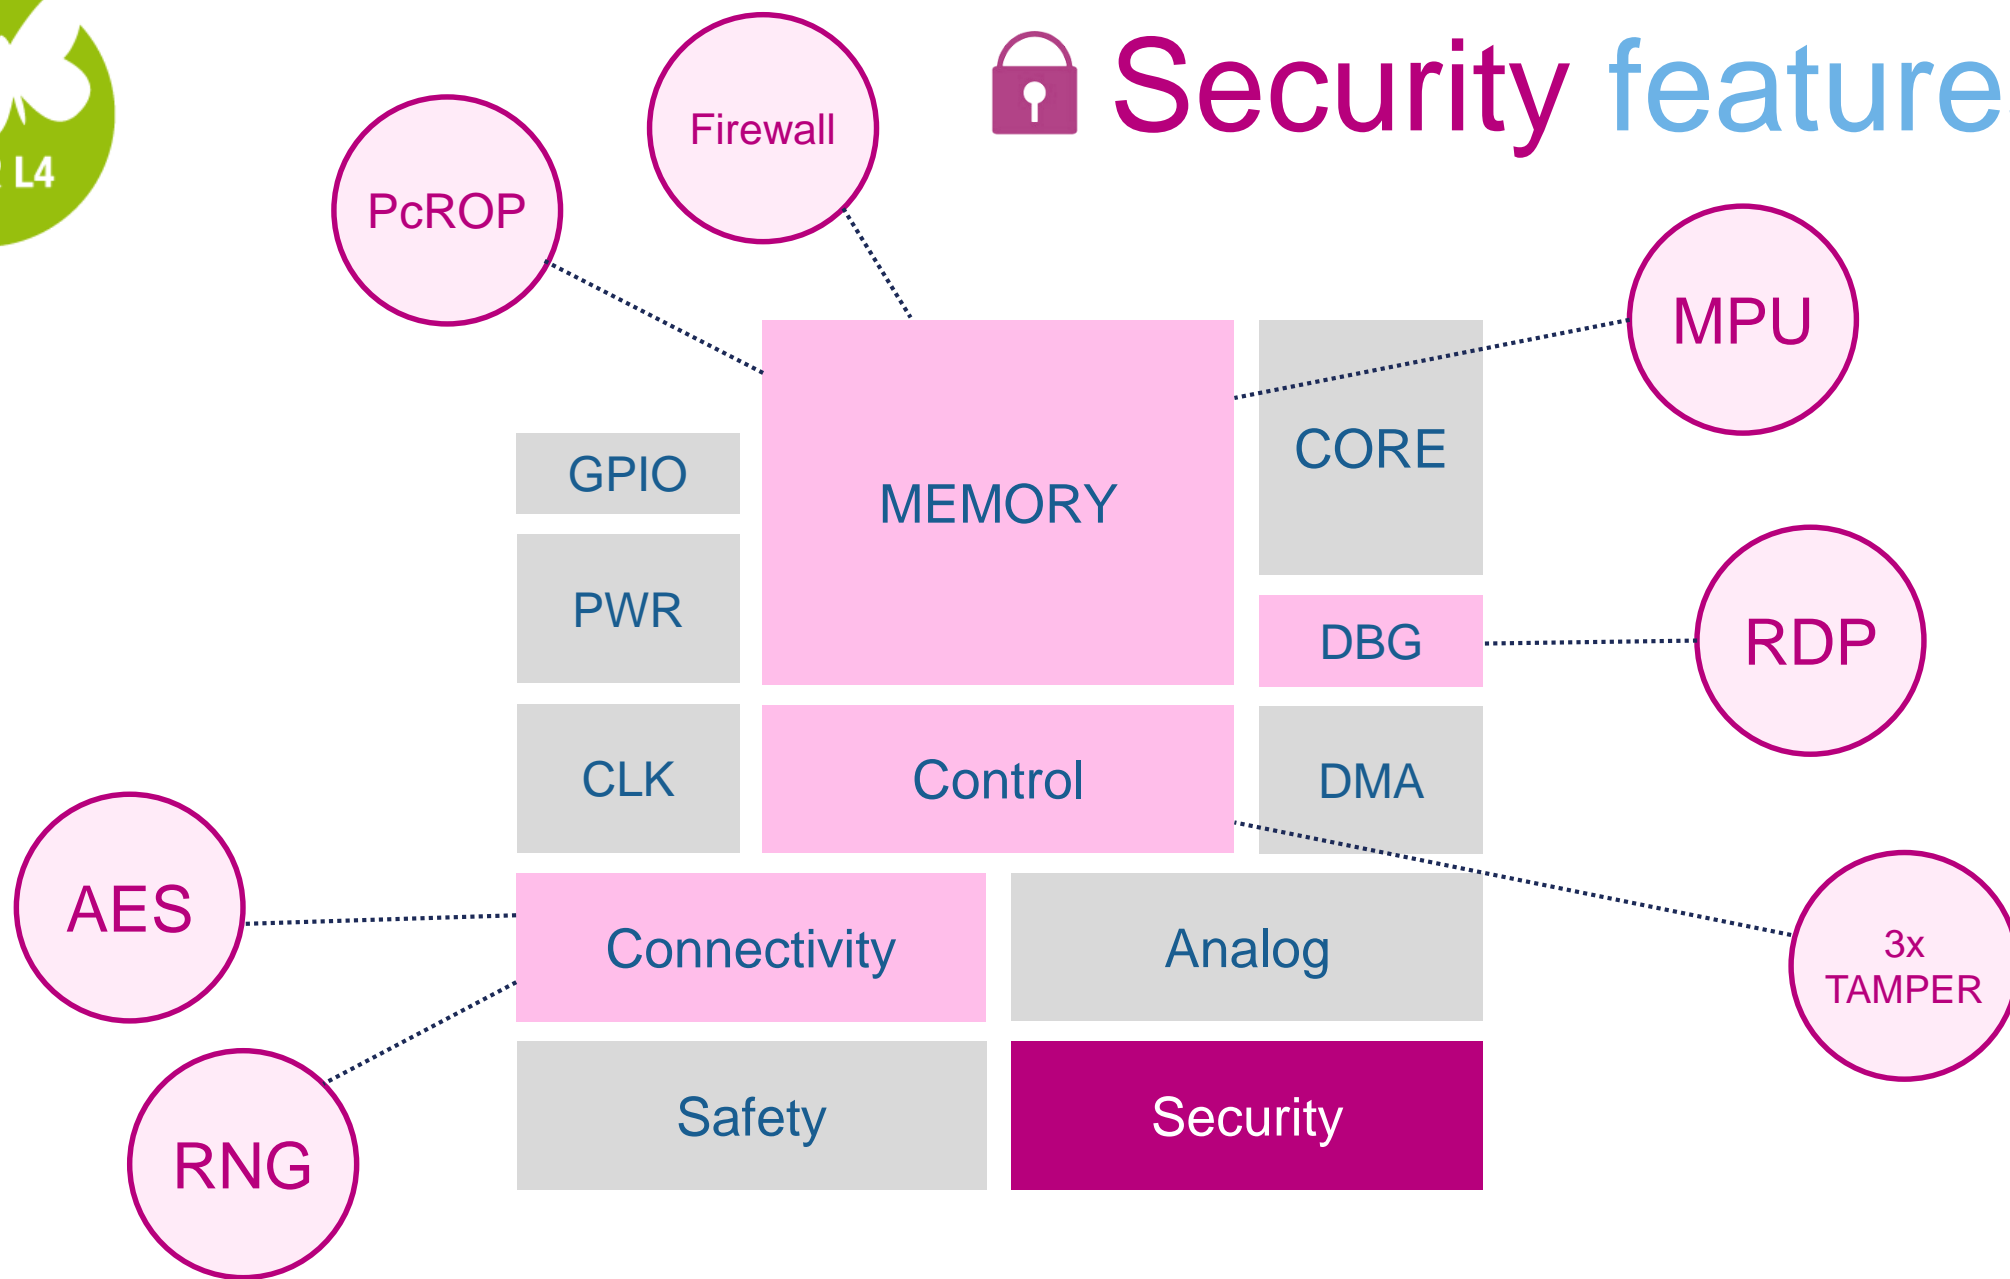 Security feature
Firewall
PcROP
L4
MPU
CORE
GPIO
MEMORY
PWR
DBG
RDP
CLK
Control
DMA
AES
Connectivity
Analog
3x
TAMPER
Safety
Security
RNG